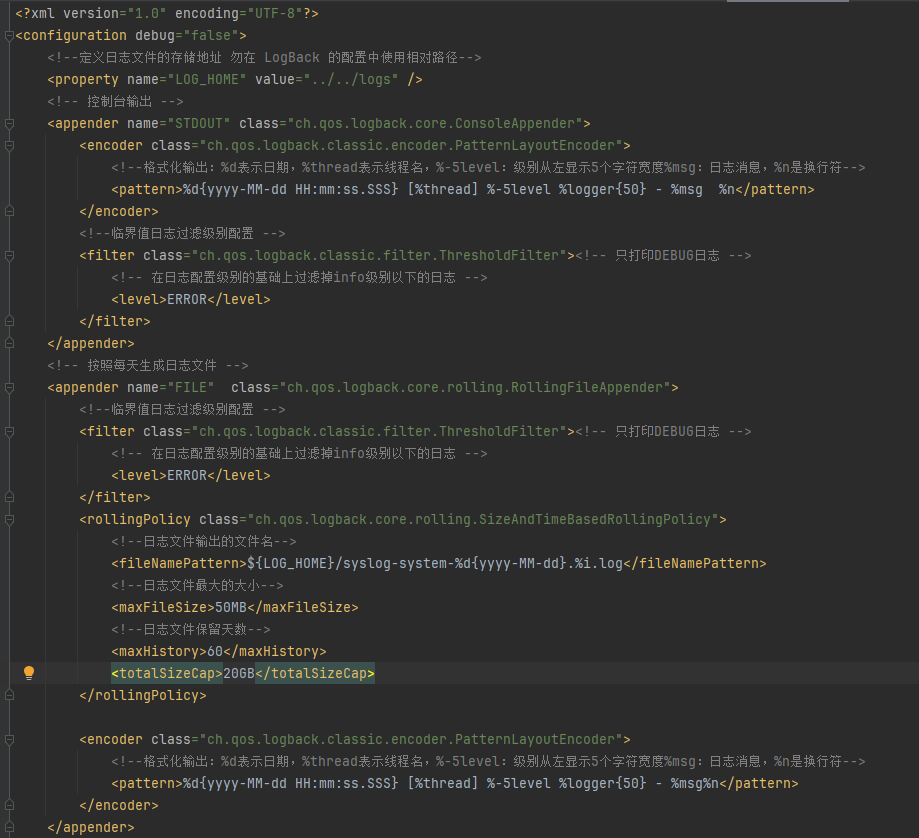 <?xml version="1.0" encoding="UTF-8"?>
<configuration debug="false">
    <!--定义日志文件的存储地址 勿在 LogBack 的配置中使用相对路径-->
    <property name="LOG_HOME" value="../../logs" />
    <!-- 控制台输出 -->
    <appender name="STDOUT" class="ch.qos.logback.core.ConsoleAppender">
        <encoder class="ch.qos.logback.classic.encoder.PatternLayoutEncoder">
            <!--格式化输出：%d表示日期，%thread表示线程名，%-5level：级别从左显示5个字符宽度%msg：日志消息，%n是换行符-->
            <pattern>%d{yyyy-MM-dd HH:mm:ss.SSS} [%thread] %-5level %logger{50} - %msg  %n</pattern>
        </encoder>
        <!--临界值日志过滤级别配置 -->
        <filter class="ch.qos.logback.classic.filter.ThresholdFilter"><!-- 只打印DEBUG日志 -->
            <!-- 在日志配置级别的基础上过滤掉info级别以下的日志 -->
            <level>ERROR</level>
        </filter>
    </appender>
    <!-- 按照每天生成日志文件 -->
    <appender name="FILE"  class="ch.qos.logback.core.rolling.RollingFileAppender">
        <!--临界值日志过滤级别配置 -->
        <filter class="ch.qos.logback.classic.filter.ThresholdFilter"><!-- 只打印DEBUG日志 -->
            <!-- 在日志配置级别的基础上过滤掉info级别以下的日志 -->
            <level>ERROR</level>
        </filter>
        <rollingPolicy class="ch.qos.logback.core.rolling.SizeAndTimeBasedRollingPolicy">
            <!--日志文件输出的文件名-->
            <fileNamePattern>${LOG_HOME}/syslog-system-%d{yyyy-MM-dd}.%i.log</fileNamePattern>
            <!--日志文件最大的大小-->
            <maxFileSize>50MB</maxFileSize>
            <!--日志文件保留天数-->
            <maxHistory>60</maxHistory>
            <totalSizeCap>20GB</totalSizeCap>
        </rollingPolicy>

        <encoder class="ch.qos.logback.classic.encoder.PatternLayoutEncoder">
            <!--格式化输出：%d表示日期，%thread表示线程名，%-5level：级别从左显示5个字符宽度%msg：日志消息，%n是换行符-->
            <pattern>%d{yyyy-MM-dd HH:mm:ss.SSS} [%thread] %-5level %logger{50} - %msg%n</pattern>
        </encoder>
    </appender>